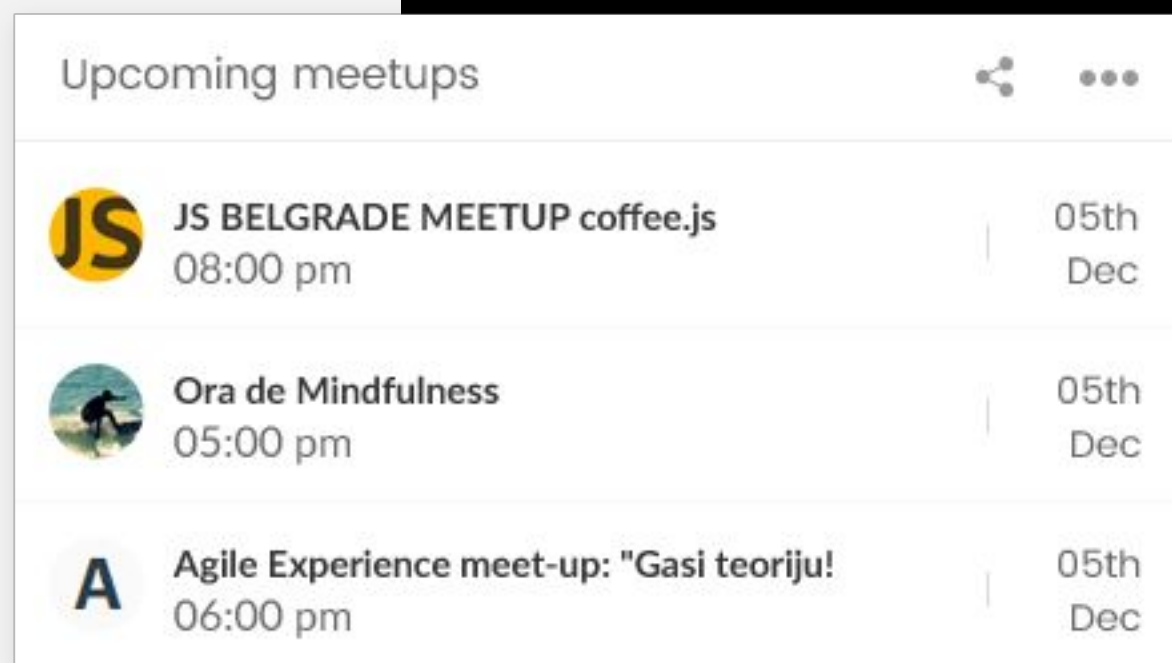 Upcoming meetups
JS
JS BELGRADE MEETUP coffee.js
08:00 pm
05th
Dec
Ora de Mindfulness
05:00 pm
05th
Dec
A
Agile Experience meet-up: "Gasi teoriju!
06:00 pm
05th
Dec